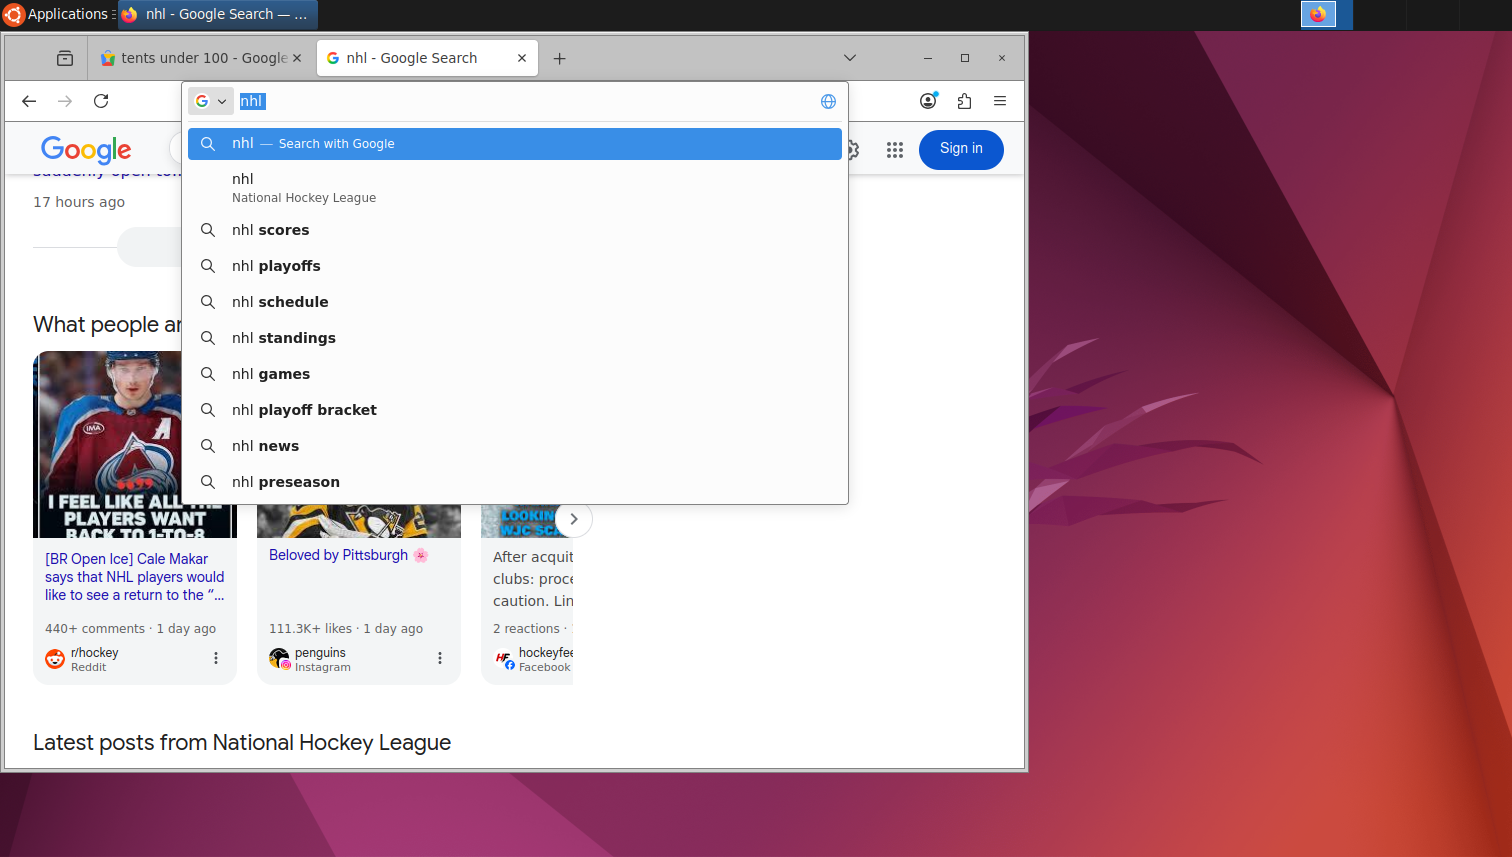 Applications
nhl - Google Search — ...
tents under 100 - Google
nhl - Google Search
nhl
nhl — Search with Google
Google
Sign in
nhl
National Hockey League
17 hours ago
nhl scores
nhl playoffs
nhl schedule
What people ar
nhl standings
nhl games
nhl playoff bracket
nhl news
nhl preseason
IMA
A
I FEEL LIKE ALL THE
PLAYERS WANT
BACK TO 1-TO-8
LOOKIN
WJC SC
[BR Open Ice] Cale Makar
says that NHL players would
like to see a return to the “...
440+ comments · 1 day ago
r/hockey
Reddit
Beloved by Pittsburgh 🌸
111.3K+ likes · 1 day ago
penguins
Instagram
After acquit
clubs: proce
caution. Lin
2 reactions ·
HF
hockeyfee
Facebook
Latest posts from National Hockey League